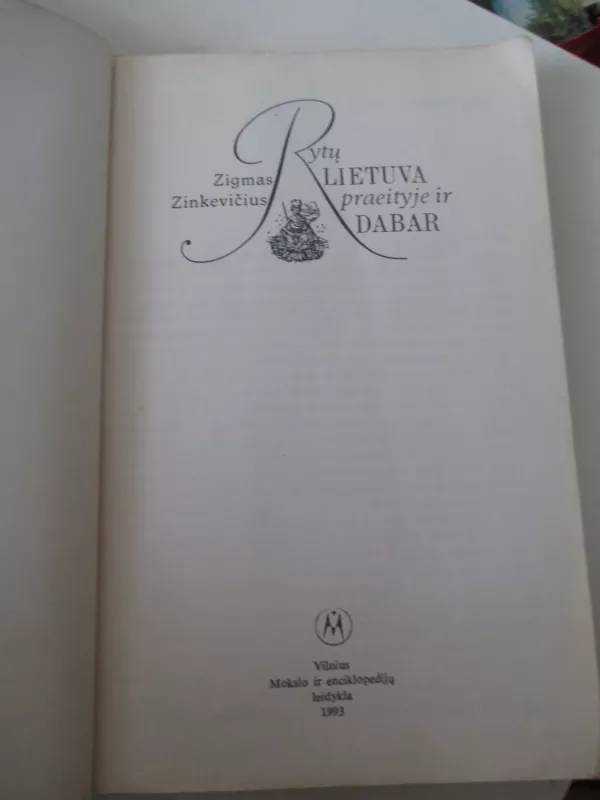 Zigmas
Zinkevičius
Rytų
LIETUVA
praeityje ir
DABAR
M
Vilnius
Mokslo ir enciklopedijų
leidykla
1993